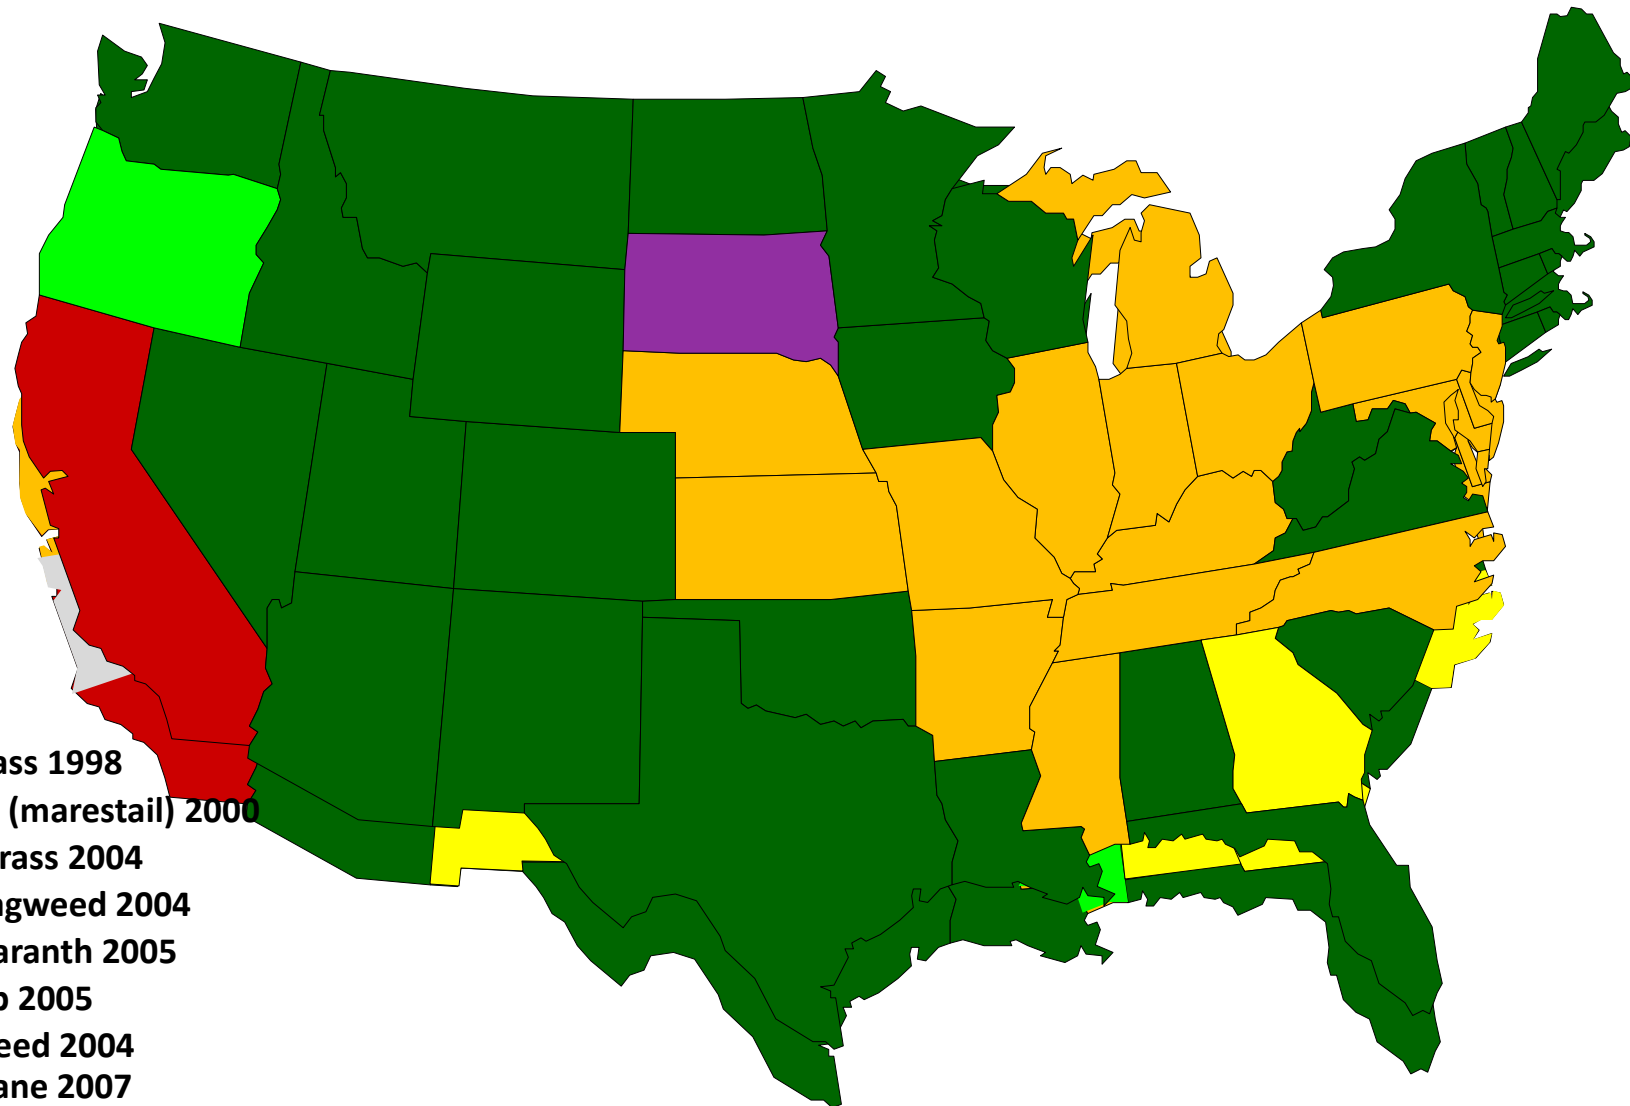 ass 1998
(marestail) 2000
rass 2004
gweed 2004
aranth 2005
2005
eed 2004
ane 2007